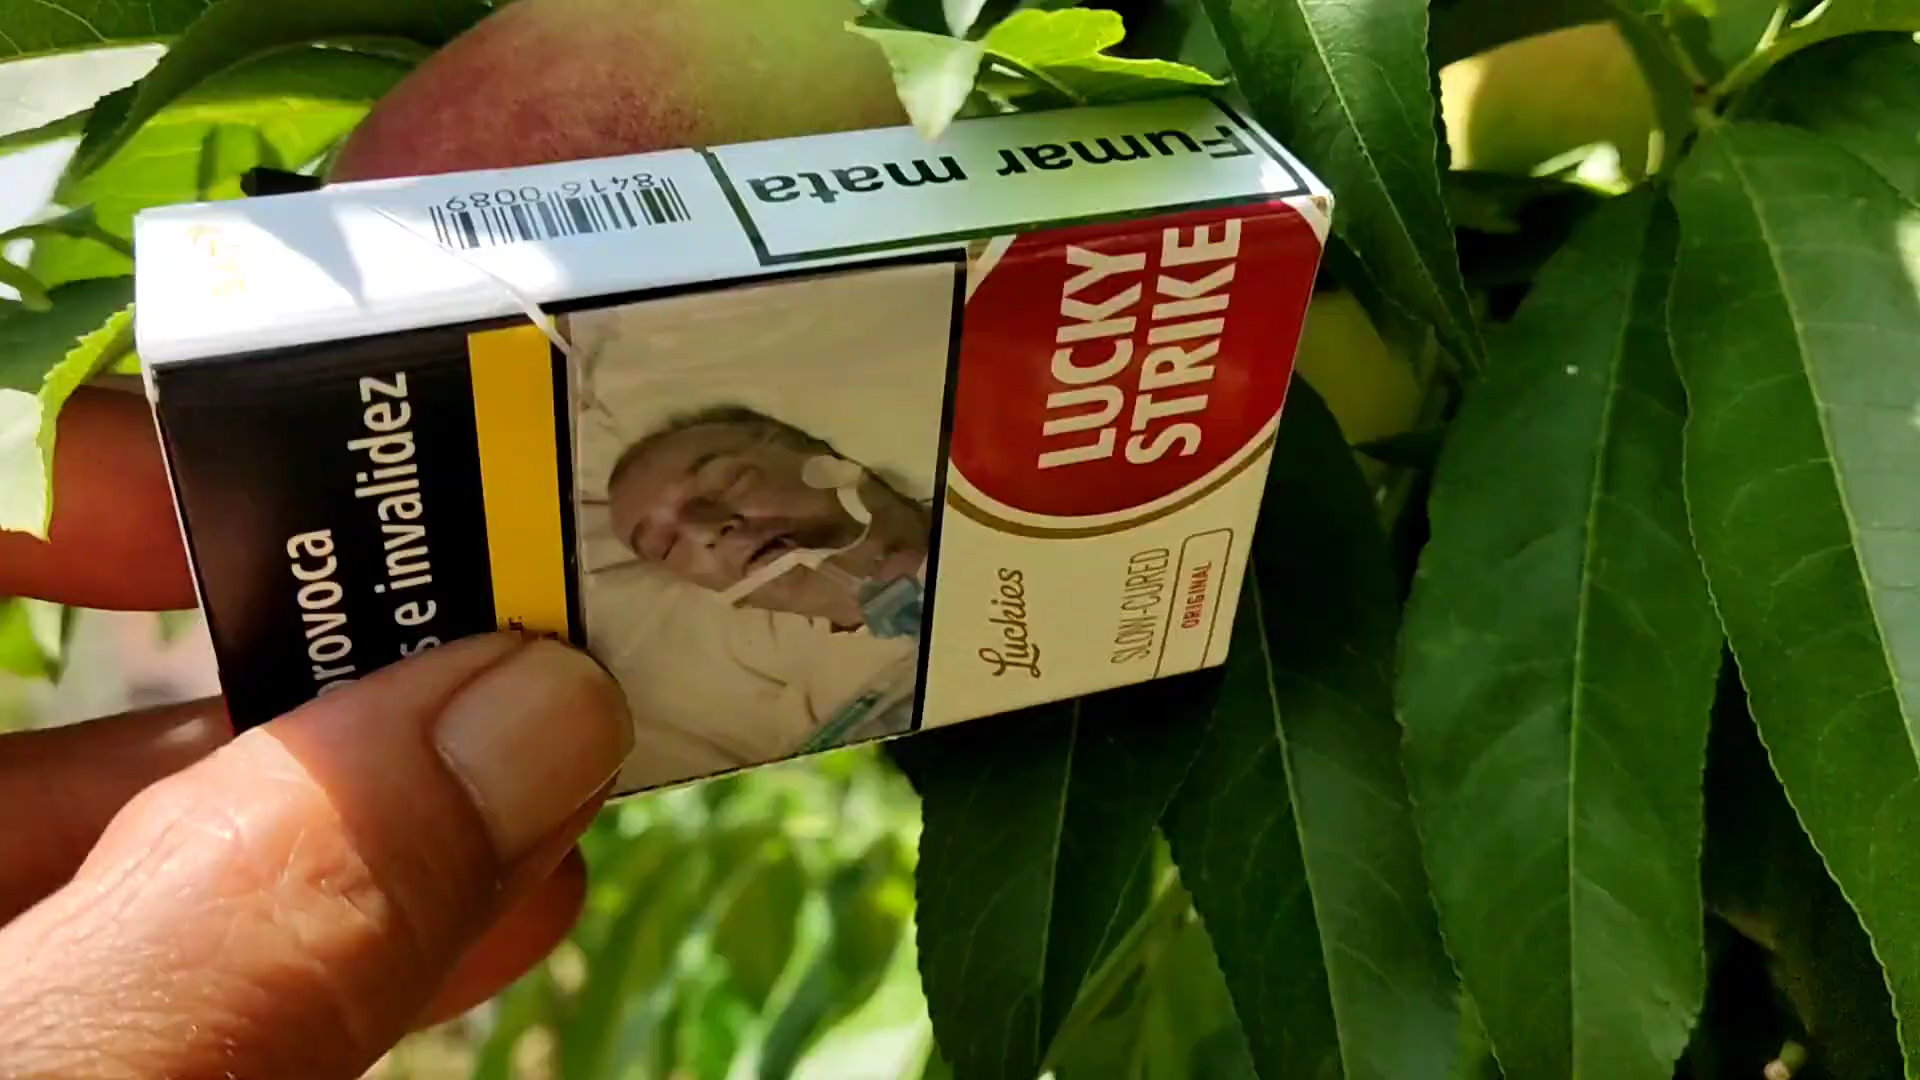 Fumar mata
8416 0089
LUCKY
STRIKE
Luckies
SLOW-CURED
ORIGINAL
provoca
e invalidez